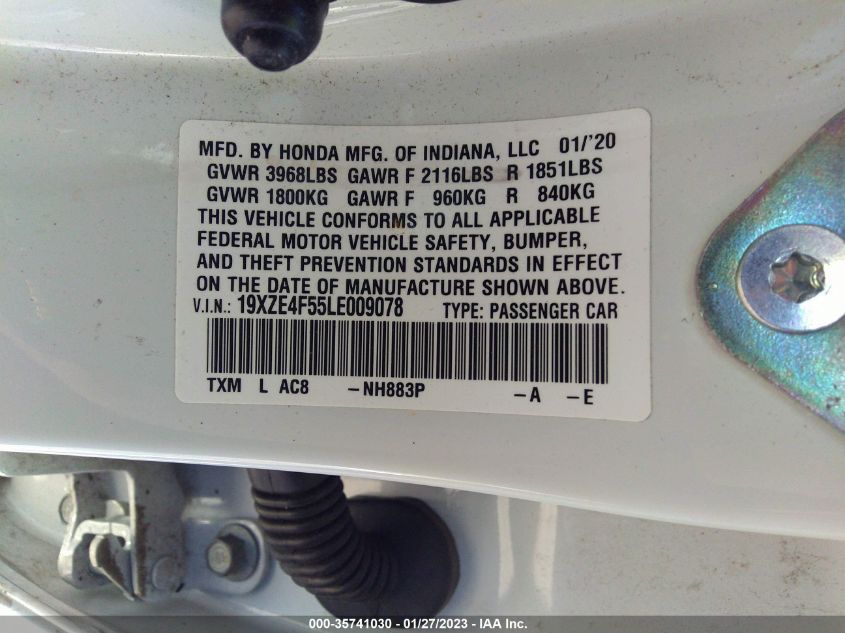 MFD. BY HONDA MFG. OF INDIANA, LLC 01/'20
GVWR 3968LBS GAWR F 2116LBS R 1851LBS
GVWR 1800KG GAWR F 960KG R 840KG
THIS VEHICLE CONFORMS TO ALL APPLICABLE
FEDERAL MOTOR VEHICLE SAFETY, BUMPER,
AND THEFT PREVENTION STANDARDS IN EFFECT
ON THE DATE OF MANUFACTURE SHOWN ABOVE.
V.I.N.: 19XZE4F55LE009078 TYPE: PASSENGER CAR
TXM L AC8 -NH883P -A -E
000-35741030 - 01/27/2023 - IAA Inc.